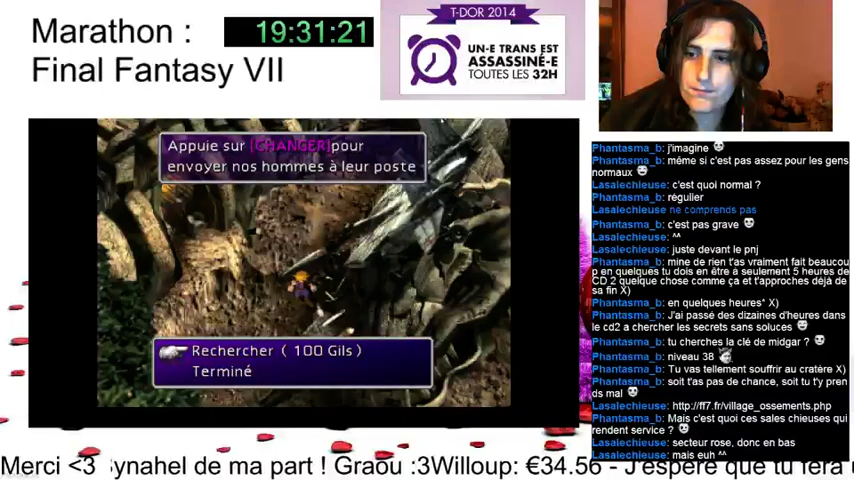 Marathon :
Final Fantasy VII
19:31:21
T-DOR 2014
UN-E TRANS EST
ASSASSINÉ-E
TOUTES LES 32H
Appuie sur [CHANGER] pour
envoyer nos hommes à leur poste
Rechercher ( 100 Gils )
Terminé
Phantasma_b: j'imagine
Phantasma_b: même si c'est pas assez pour les gens
normaux
Lasalechieuse: c'est quoi normal ?
Phantasma_b: régulier
Lasalechieuse ne comprends pas
Phantasma_b: c'est pas grave
Lasalechieuse: ^^
Lasalechieuse: juste devant le pnj
Phantasma_b: mine de rien t'as vraiment fait beaucou
p en quelques tu dois en être à seulement 5 heures de
CD 2 quelque chose comme ça et t'approches déjà de
sa fin X)
Phantasma_b: en quelques heures* X)
Phantasma_b: J'ai passé des dizaines d'heures dans
le cd2 a chercher les secrets sans soluces
Phantasma_b: tu cherches la clé de midgar ?
Phantasma_b: niveau 38
Phantasma_b: Tu vas tellement souffrir au cratère X)
Phantasma_b: soit t'as pas de chance, soit tu t'y pren
ds mal
Lasalechieuse: http://ff7.fr/village_ossements.php
Phantasma_b: Mais c'est quoi ces sales chieuses qui
rendent service ?
Lasalechieuse: secteur rose, donc en bas
Lasalechieuse: mais euh ^^
Merci <3 Synahel de ma part ! Graou :3Willoup: €34.56 - J'espère que tu fera